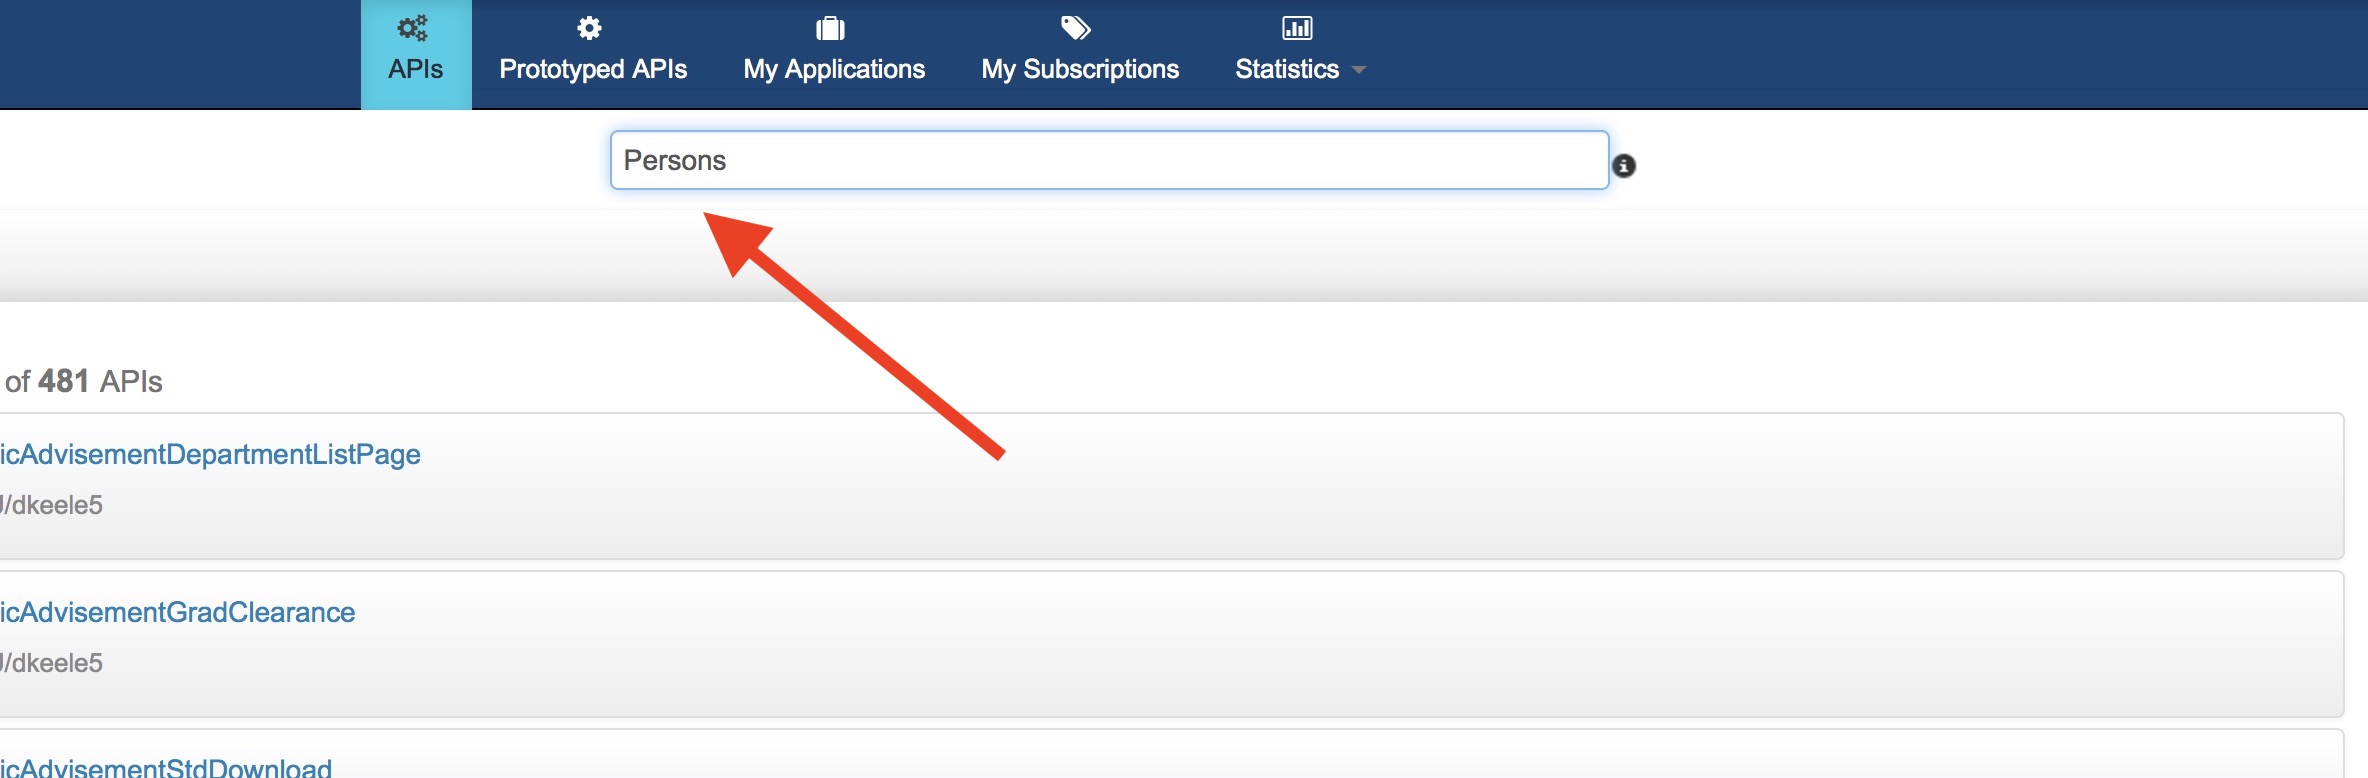 APIs Prototyped APIs My Applications My Subscriptions Statistics
Persons
of 481 APIs
icAdvisementDepartmentListPage
/dkeele5
icAdvisementGradClearance
/dkeele5
icAdvisementStdDownload